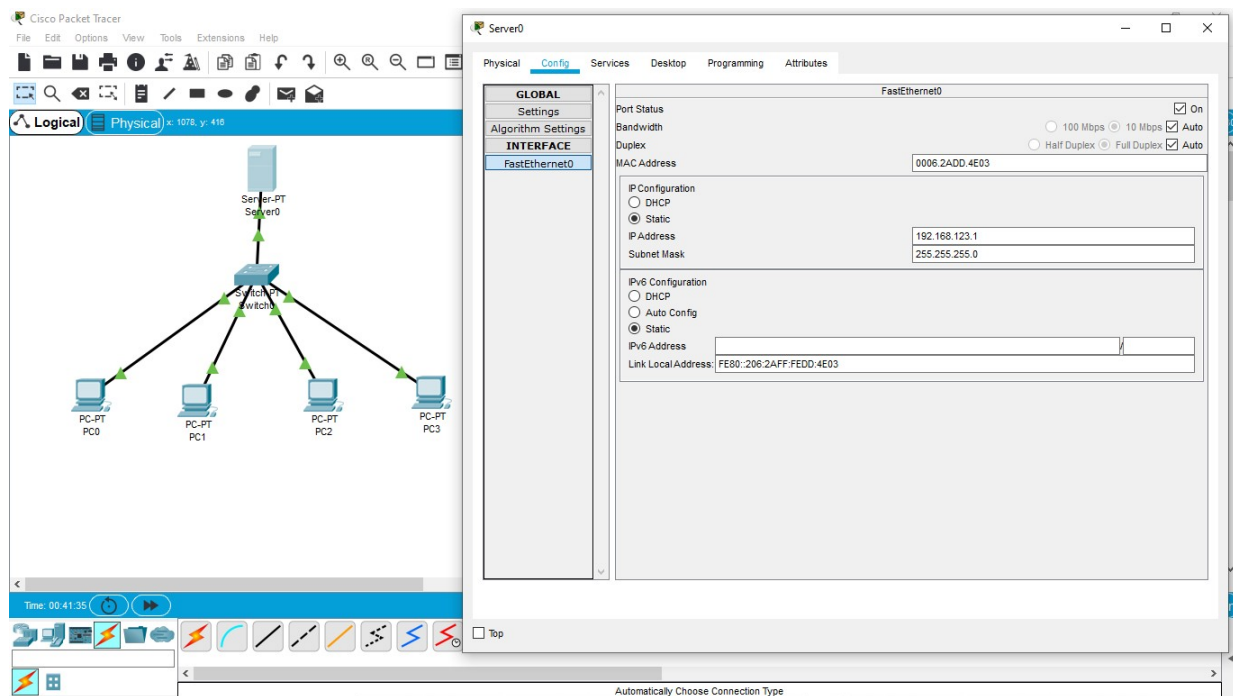 Cisco Packet Tracer
File Edit Options View Tools Extensions Help
Logical
Physical
x: 1078, y: 416
Server-PT
Server0
Switch-PT
Switch0
PC-PT
PC0
PC-PT
PC1
PC-PT
PC2
PC-PT
PC3
Time: 00:41:35
Automatically Choose Connection Type
Server0
Physical Config Services Desktop Programming Attributes
GLOBAL
Settings
Algorithm Settings
INTERFACE
FastEthernet0
FastEthernet0
Port Status On
Bandwidth 100 Mbps 10 Mbps Auto
Duplex Half Duplex Full Duplex Auto
MAC Address 0006.2ADD.4E03
IP Configuration
DHCP
Static
IP Address 192.168.123.1
Subnet Mask 255.255.255.0
IPv6 Configuration
DHCP
Auto Config
Static
IPv6 Address /
Link Local Address: FE80::206:2AFF:FEDD:4E03
Top